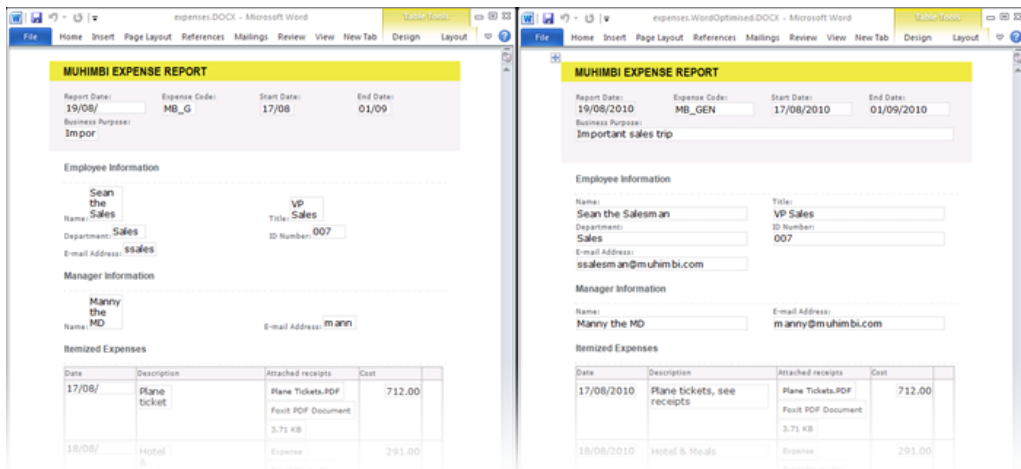 expenses.DOCX - Microsoft Word
Table Tools
File Home Insert Page Layout References Mailings Review View New Tab Design Layout
MUHIMBI EXPENSE REPORT
Report Date: Expense Code: Start Date: End Date:
19/08/ MB_G 17/08 01/09
Business Purpose:
Impor
Employee Information
Sean
the
Name: Sales
VP
Title: Sales
Department: Sales
ID Number: 007
E-mail Address: ssales
Manager Information
Manny
the
Name: MD
E-mail Address: mann
Itemized Expenses
Date Description Attached receipts Cost
17/08/ Plane Plane Tickets.PDF 712.00
ticket
Foxit PDF Document
3.71 KB
18/08/ Hotel Expense 291.00
&
expenses.WordOptimised.DOCX - Microsoft Word
Table Tools
File Home Insert Page Layout References Mailings Review View New Tab Design Layout
MUHIMBI EXPENSE REPORT
Report Date: Expense Code: Start Date: End Date:
19/08/2010 MB_GEN 17/08/2010 01/09/2010
Business Purpose:
Important sales trip
Employee Information
Name: Title:
Sean the Salesman VP Sales
Department: ID Number:
Sales 007
E-mail Address:
ssalesman@muhimbi.com
Manager Information
Name: E-mail Address:
Manny the MD manny@muhimbi.com
Itemized Expenses
Date Description Attached receipts Cost
17/08/2010 Plane tickets, see Plane Tickets.PDF 712.00
receipts
Foxit PDF Document
3.71 KB
18/08/2010 Hotel & Meals Expense 291.00